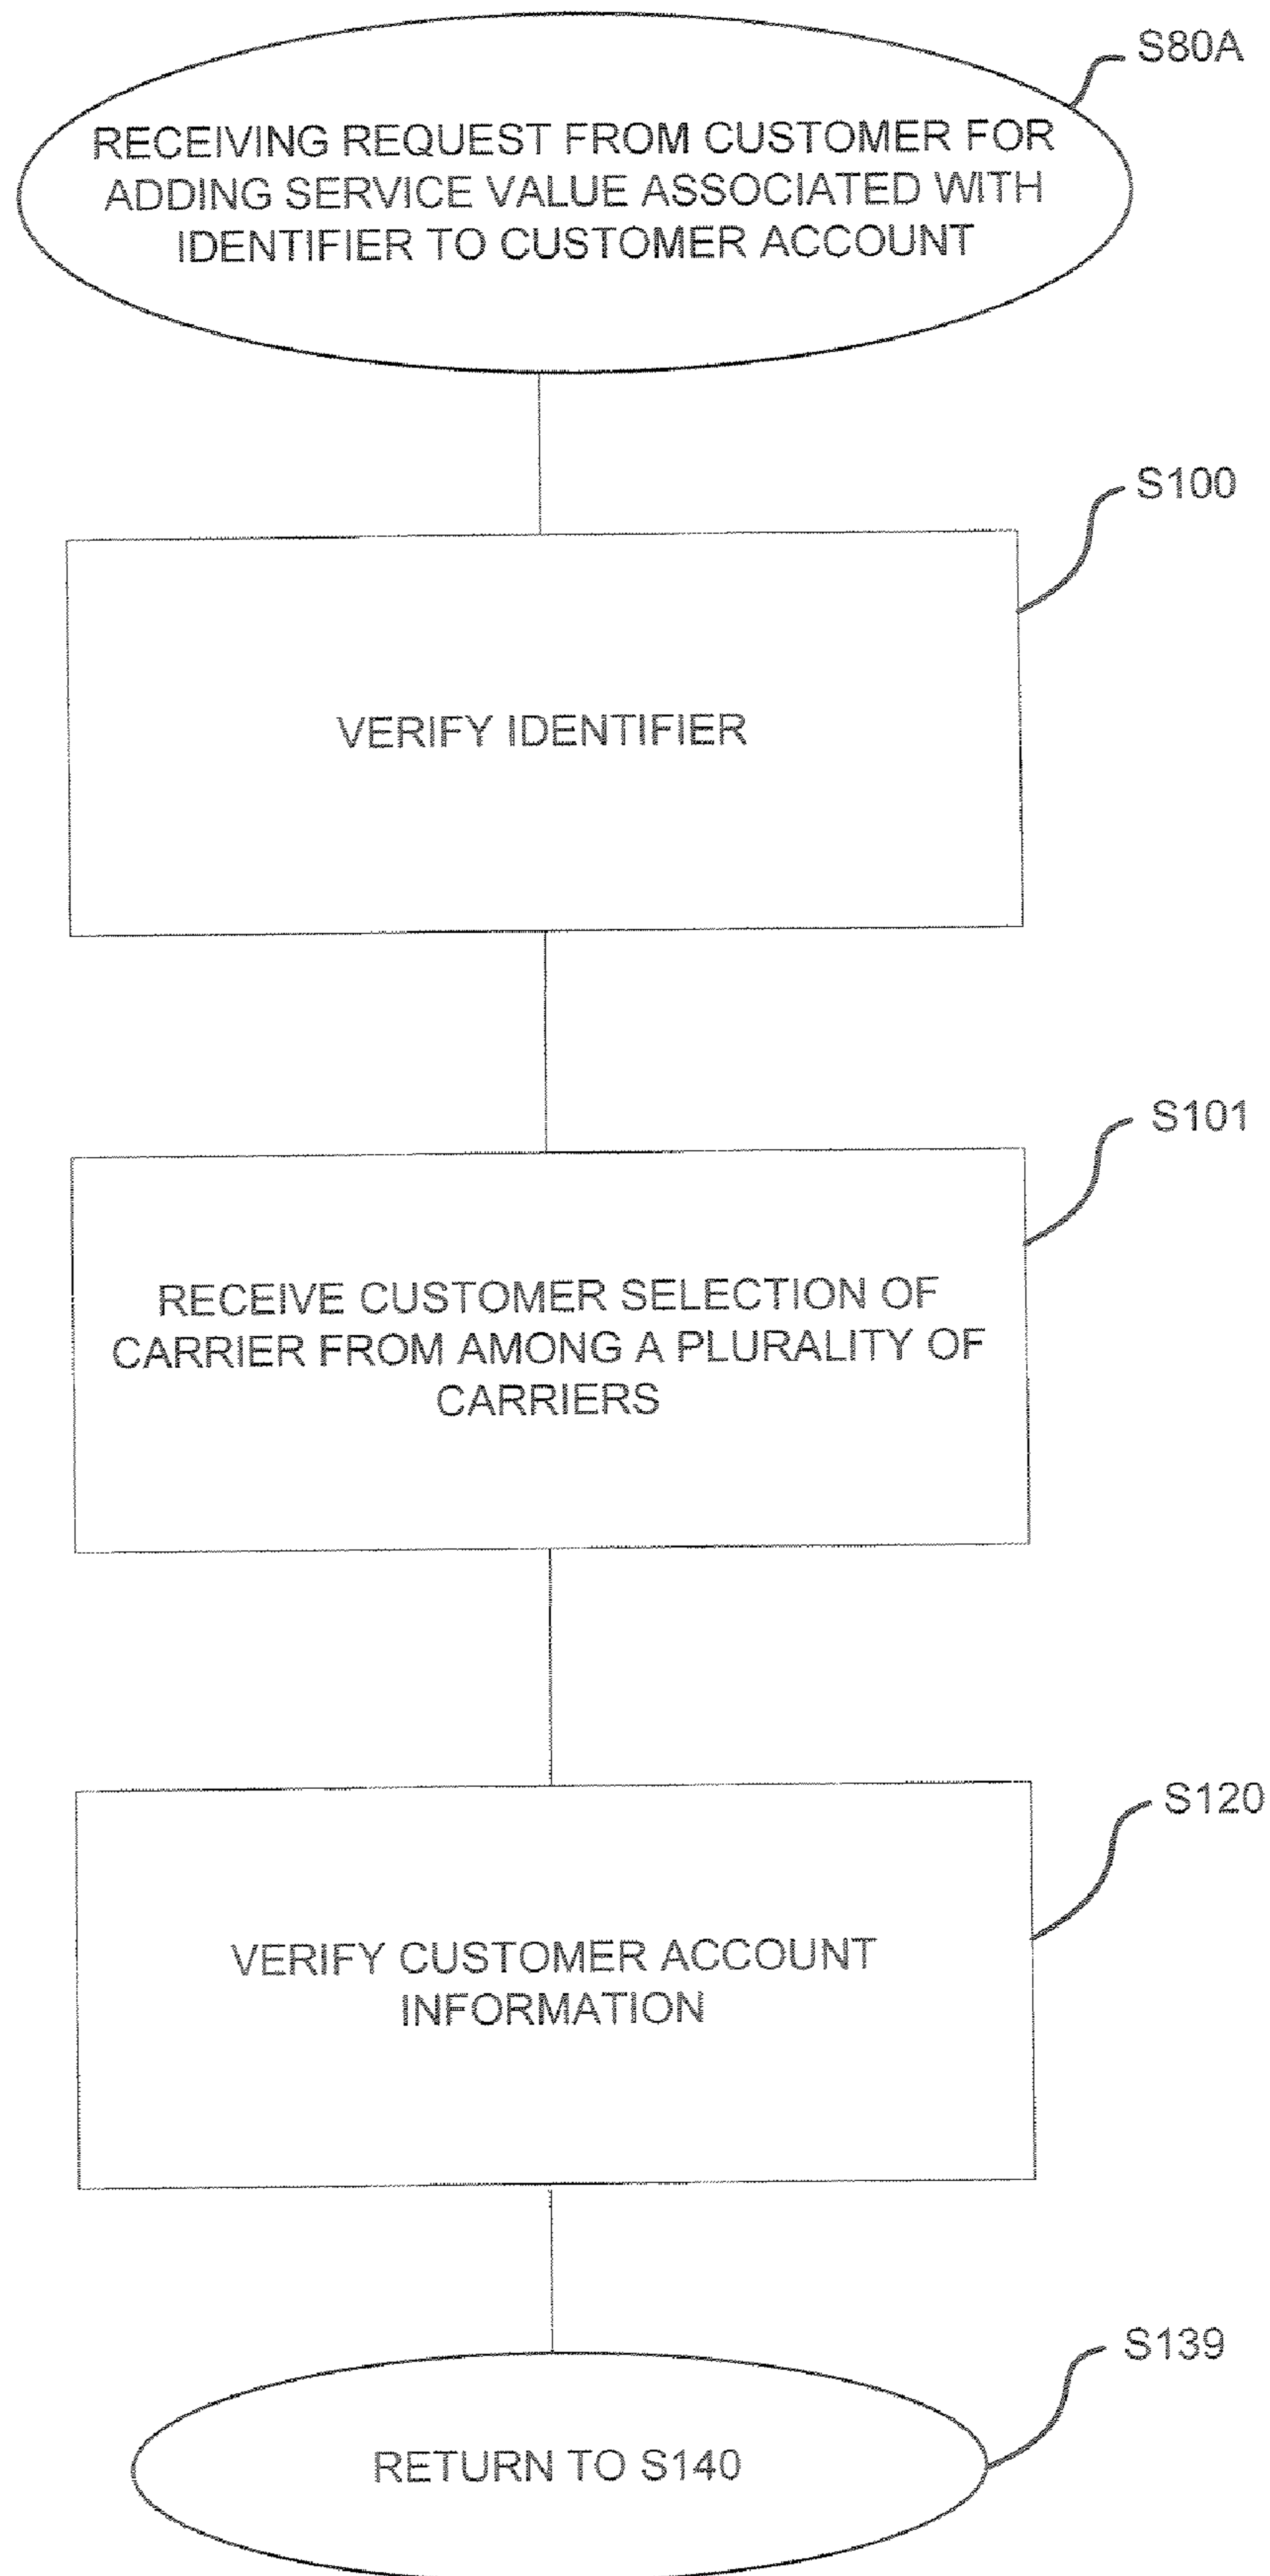 S80A
RECEIVING REQUEST FROM CUSTOMER FOR
ADDING SERVICE VALUE ASSOCIATED WITH
IDENTIFIER TO CUSTOMER ACCOUNT
S100
VERIFY IDENTIFIER
S101
RECEIVE CUSTOMER SELECTION OF
CARRIER FROM AMONG A PLURALITY OF
CARRIERS
S120
VERIFY CUSTOMER ACCOUNT
INFORMATION
S139
RETURN TO S140